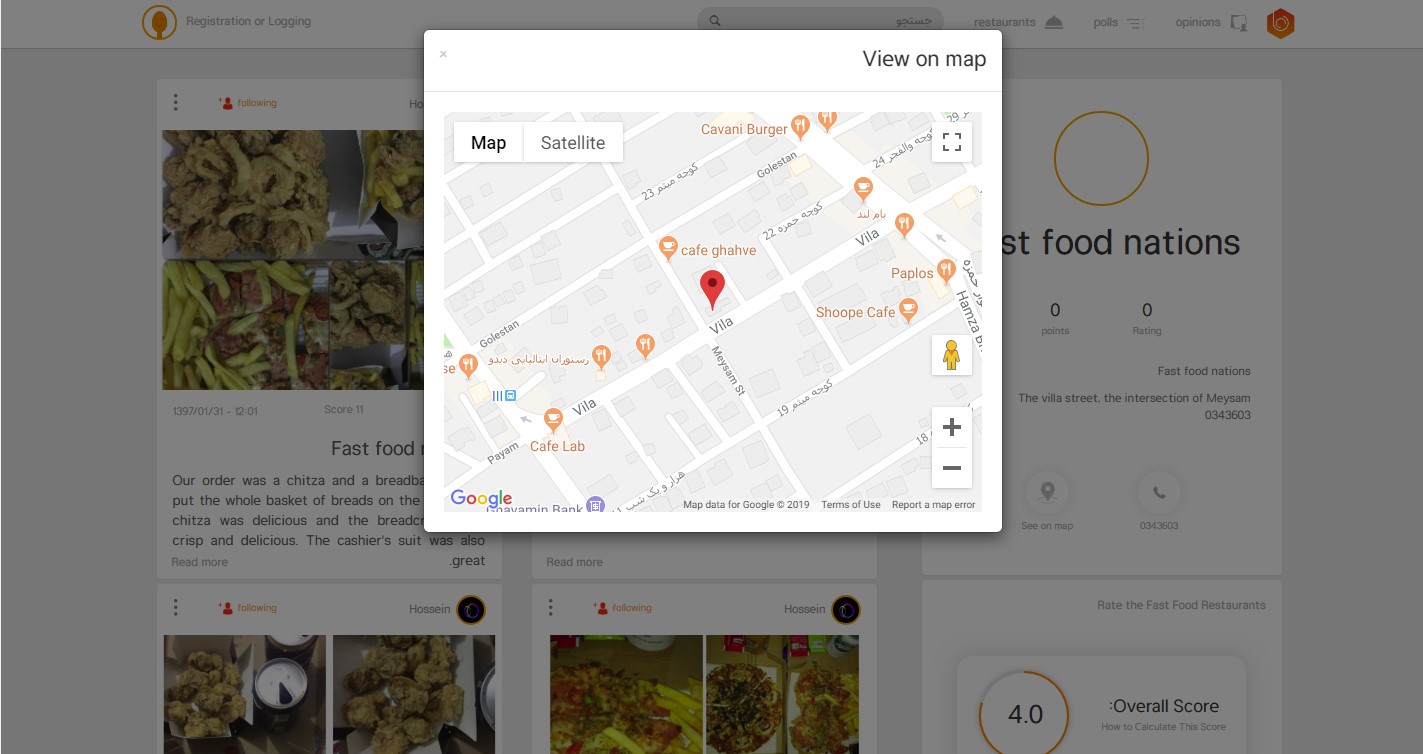 Registration or Logging
جستجو
restaurants
polls
opinions
×
View on map
following
Map
Satellite
Cavani Burger
Golestan
کوچه میثم 23
کوچه والفجر 24
بام لند
کوچه حمزه 22
Vila
cafe ghahve
Paplos
Shoope Cafe
Vila
Golestan
رستوران ایتالیایی دیدو
Meysam St
Vila
کوچه میثم 19
Cafe Lab
Payam
هزار و یک شب
18
Ghavamin Bank
Google
Map data for Google © 2019
Terms of Use
Report a map error
1397/01/31 - 12:01
Score 11
Fast food
Our order was a chitza and a
put the whole basket of breads on the
chitza was delicious and the
crisp and delicious. The cashier's suit was also
.great
Read more
Read more
st food nations
0
points
0
Rating
Fast food nations
The villa street, the intersection of Meysam
0343603
See on map
0343603
following
Hossein
following
Hossein
Rate the Fast Food Restaurants
4.0
:Overall Score
How to Calculate This Score